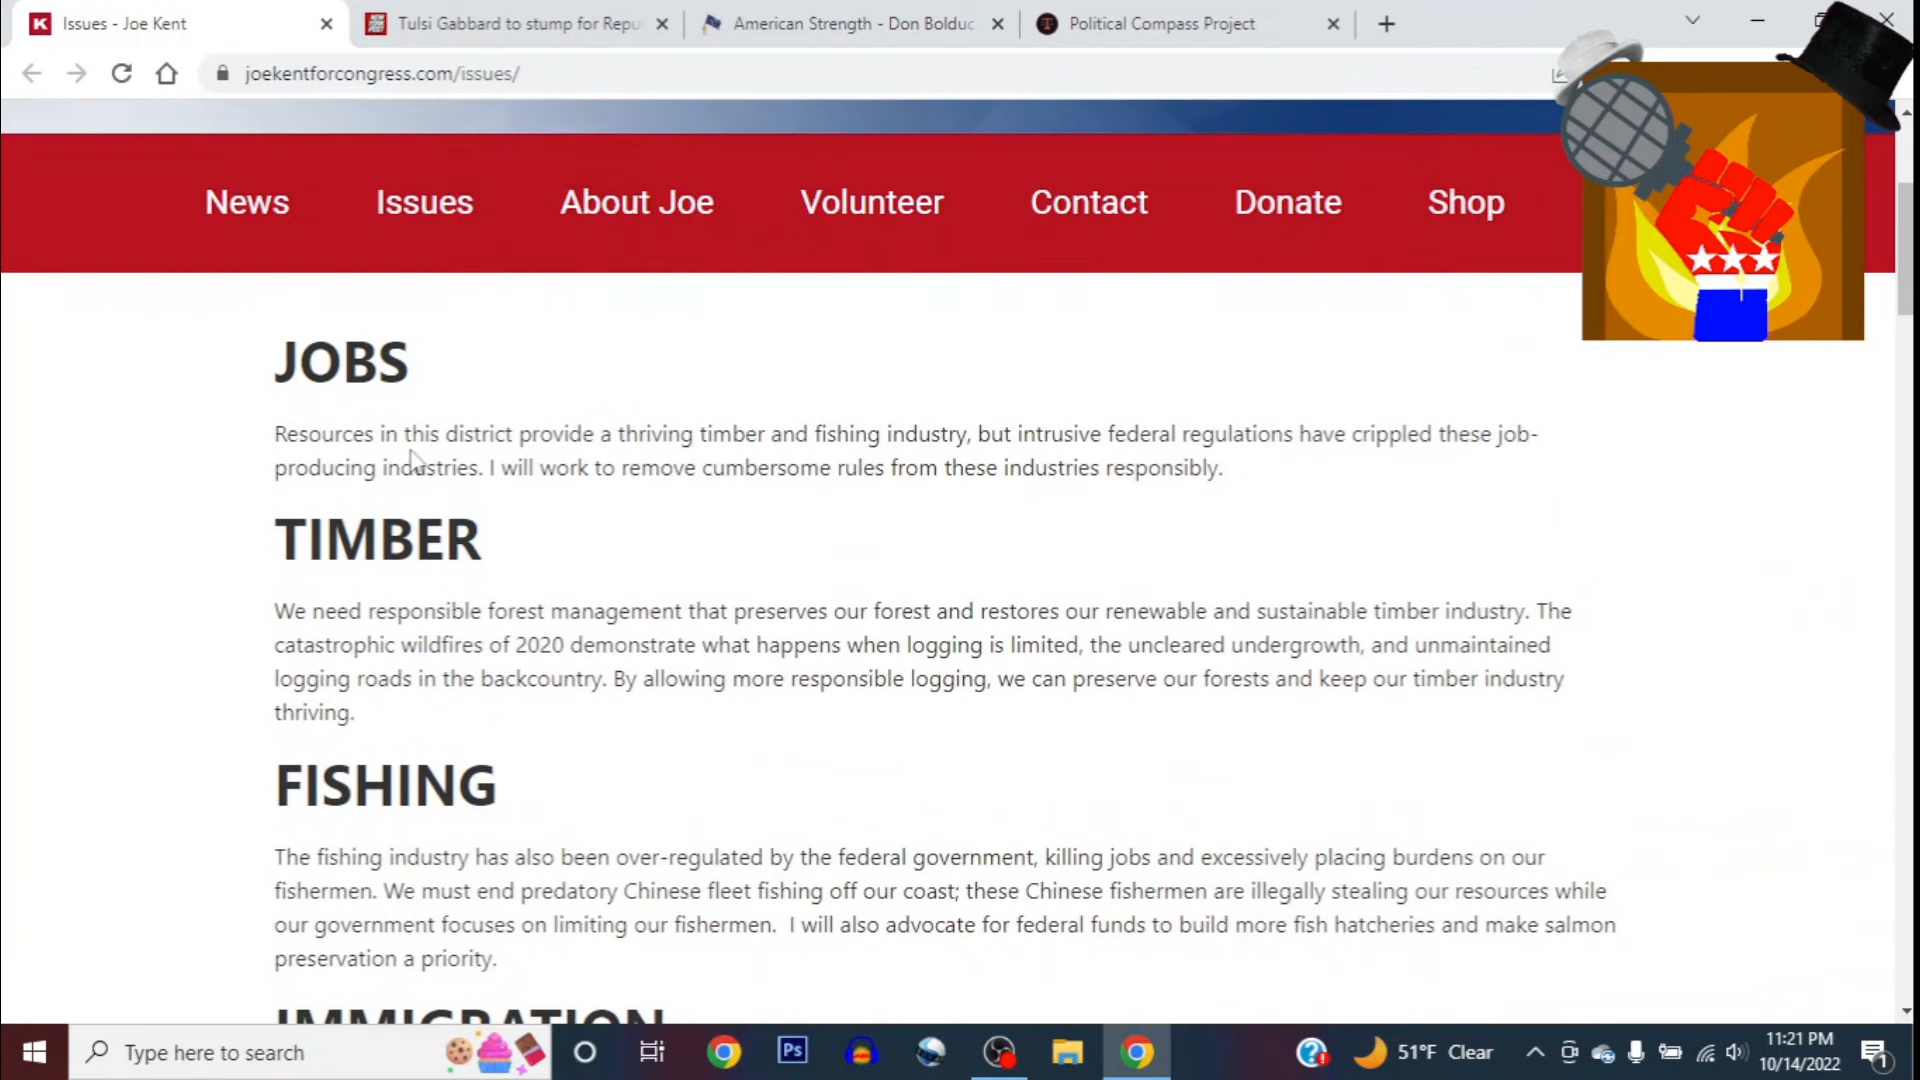 Issues - Joe Kent
Tulsi Gabbard to stump for Repu
American Strength - Don Bolduc
Political Compass Project
joekentforcongress.com/issues/
News Issues About Joe Volunteer Contact Donate Shop
JOBS
Resources in this district provide a thriving timber and fishing industry, but intrusive federal regulations have crippled these job-
producing industries. I will work to remove cumbersome rules from these industries responsibly.
TIMBER
We need responsible forest management that preserves our forest and restores our renewable and sustainable timber industry. The
catastrophic wildfires of 2020 demonstrate what happens when logging is limited, the uncleared undergrowth, and unmaintained
logging roads in the backcountry. By allowing more responsible logging, we can preserve our forests and keep our timber industry
thriving.
FISHING
The fishing industry has also been over-regulated by the federal government, killing jobs and excessively placing burdens on our
fishermen. We must end predatory Chinese fleet fishing off our coast; these Chinese fishermen are illegally stealing our resources while
our government focuses on limiting our fishermen.  I will also advocate for federal funds to build more fish hatcheries and make salmon
preservation a priority.
IMMIGRATION
Type here to search
Ps
51°F Clear
11:21 PM
10/14/2022
1